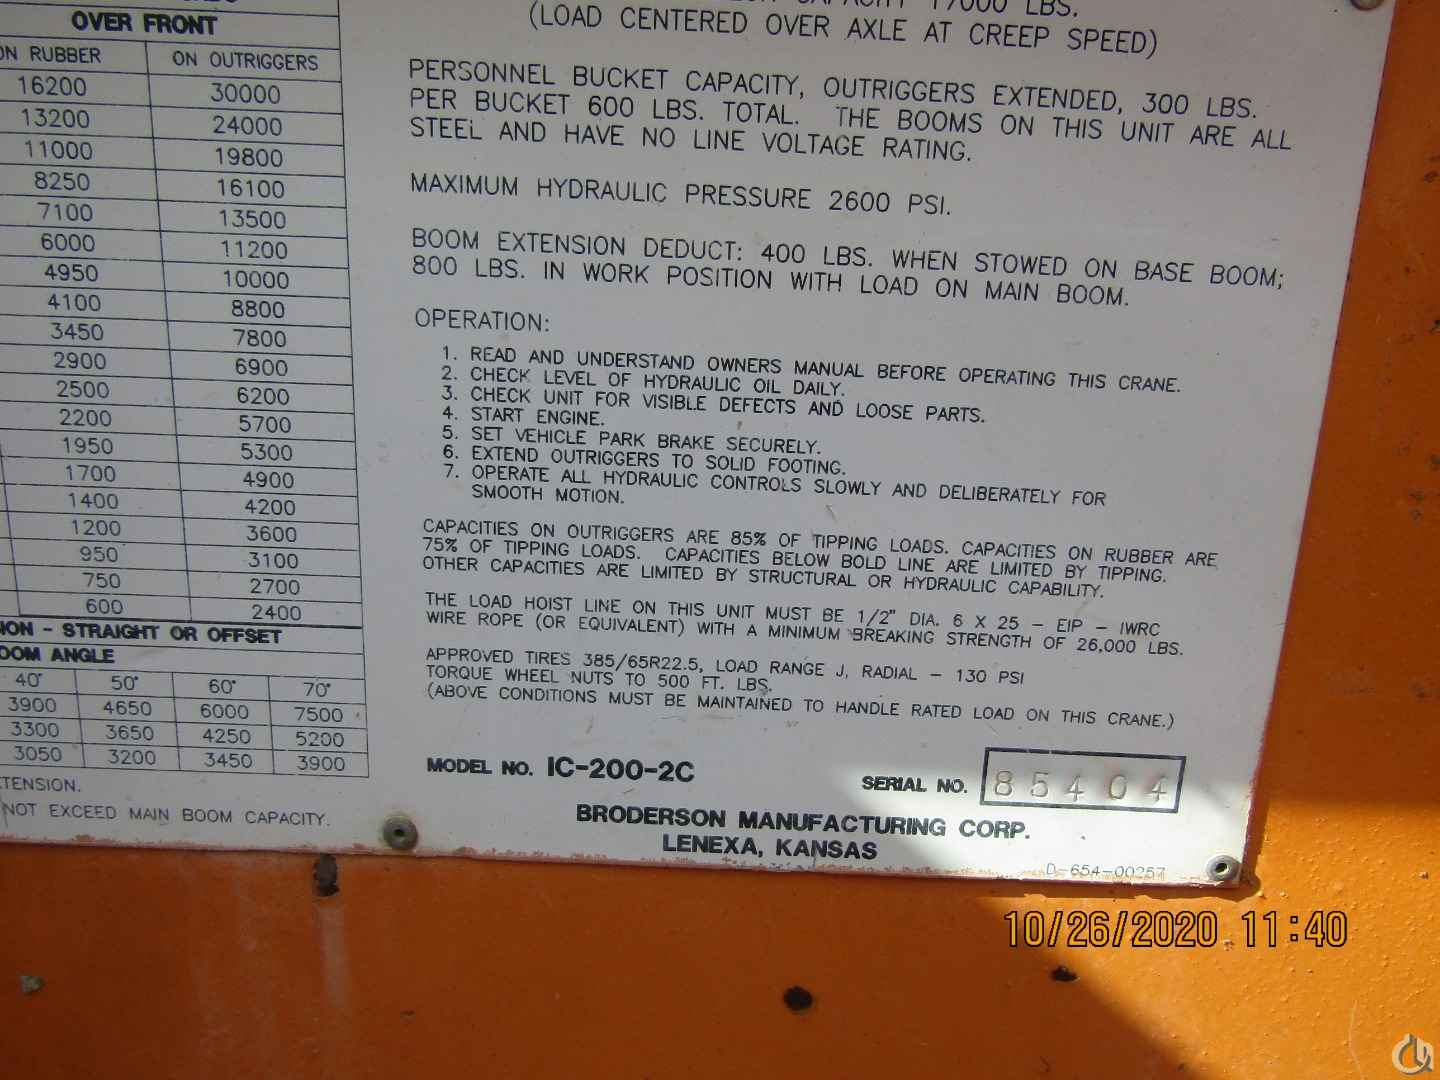 OVER FRONT
ON RUBBER ON OUTRIGGERS
16200 30000
13200 24000
11000 19800
8250 16100
7100 13500
6000 11200
4950 10000
4100 8800
3450 7800
2900 6900
2500 6200
2200 5700
1950 5300
1700 4900
1400 4200
1200 3600
950 3100
750 2700
600 2400
ION - STRAIGHT OR OFFSET
OOM ANGLE
40° 50° 60° 70°
3900 4650 6000 7500
3300 3650 4250 5200
3050 3200 3450 3900
TENSION.
NOT EXCEED MAIN BOOM CAPACITY.
CAPACITY 17000 LBS.
(LOAD CENTERED OVER AXLE AT CREEP SPEED)
PERSONNEL BUCKET CAPACITY, OUTRIGGERS EXTENDED, 300 LBS.
PER BUCKET 600 LBS. TOTAL. THE BOOMS ON THIS UNIT ARE ALL
STEEL AND HAVE NO LINE VOLTAGE RATING.
MAXIMUM HYDRAULIC PRESSURE 2600 PSI.
BOOM EXTENSION DEDUCT: 400 LBS. WHEN STOWED ON BASE BOOM;
800 LBS. IN WORK POSITION WITH LOAD ON MAIN BOOM.
OPERATION:
1. READ AND UNDERSTAND OWNERS MANUAL BEFORE OPERATING THIS CRANE.
2. CHECK LEVEL OF HYDRAULIC OIL DAILY.
3. CHECK UNIT FOR VISIBLE DEFECTS AND LOOSE PARTS.
4. START ENGINE.
5. SET VEHICLE PARK BRAKE SECURELY.
6. EXTEND OUTRIGGERS TO SOLID FOOTING.
7. OPERATE ALL HYDRAULIC CONTROLS SLOWLY AND DELIBERATELY FOR
SMOOTH MOTION.
CAPACITIES ON OUTRIGGERS ARE 85% OF TIPPING LOADS. CAPACITIES ON RUBBER ARE
75% OF TIPPING LOADS. CAPACITIES BELOW BOLD LINE ARE LIMITED BY TIPPING.
OTHER CAPACITIES ARE LIMITED BY STRUCTURAL OR HYDRAULIC CAPABILITY.
THE LOAD HOIST LINE ON THIS UNIT MUST BE 1/2" DIA. 6 X 25 - EIP - IWRC
WIRE ROPE (OR EQUIVALENT) WITH A MINIMUM BREAKING STRENGTH OF 26,000 LBS.
APPROVED TIRES 385/65R22.5, LOAD RANGE J, RADIAL - 130 PSI
TORQUE WHEEL NUTS TO 500 FT. LBS.
(ABOVE CONDITIONS MUST BE MAINTAINED TO HANDLE RATED LOAD ON THIS CRANE.)
MODEL NO. IC-200-2C SERIAL NO. 85404
BRODERSON MANUFACTURING CORP.
LENEXA, KANSAS
D-654-00257
10/26/2020 11:40